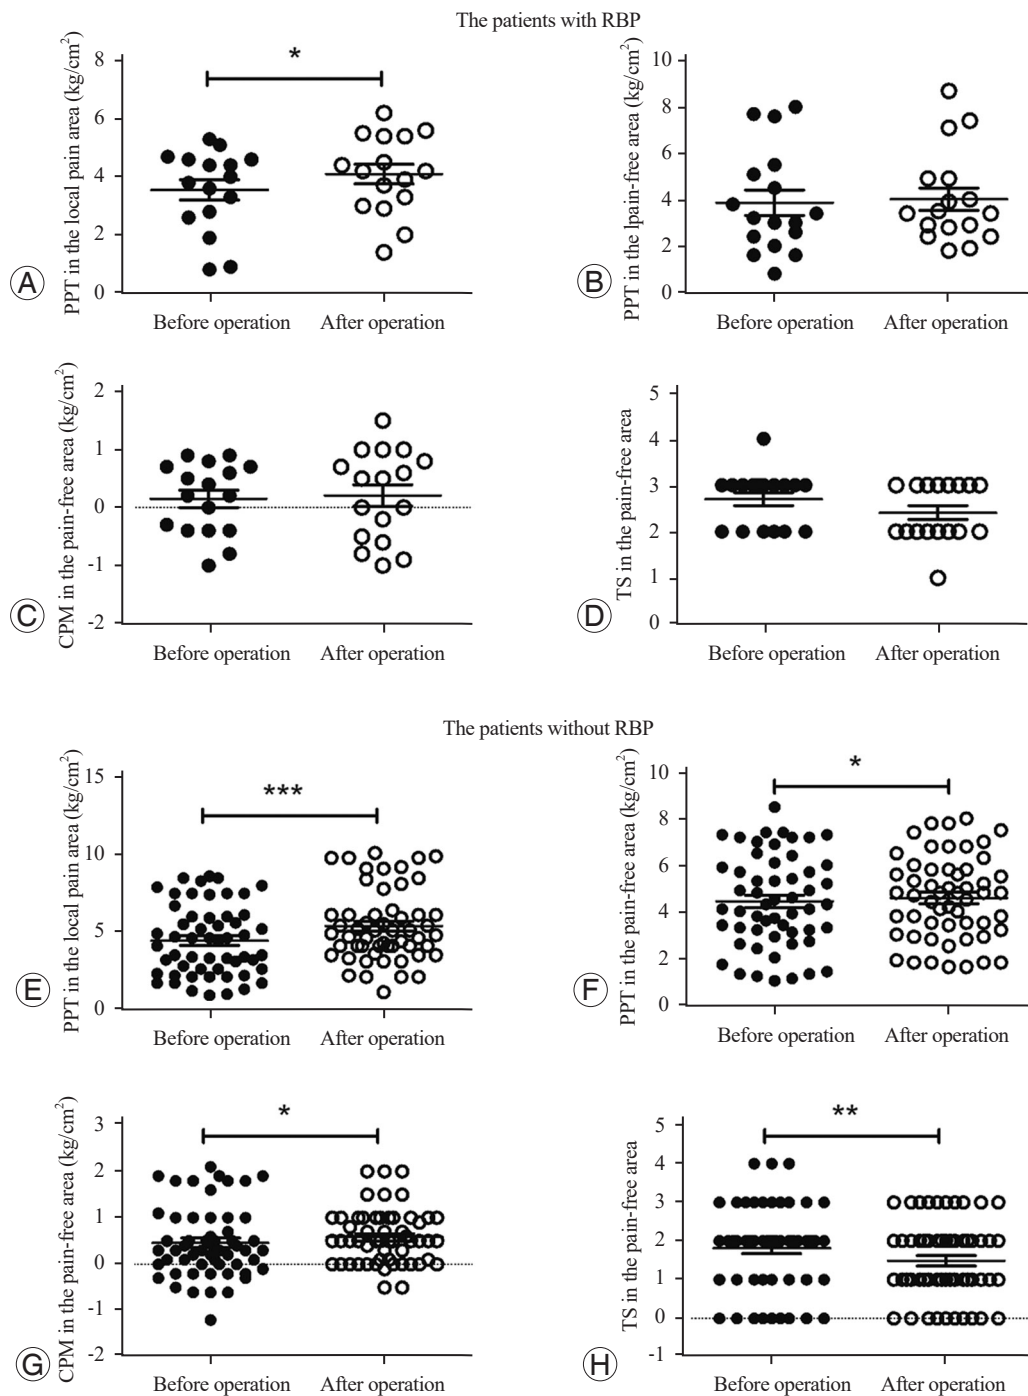 The patients with RBP
A
PPT in the local pain area (kg/cm²)
8
6
4
2
0
*
Before operation
After operation
B
PPT in the lpain-free area (kg/cm²)
10
8
6
4
2
0
Before operation
After operation
C
CPM in the pain-free area (kg/cm²)
2
1
0
-1
-2
Before operation
After operation
D
TS in the pain-free area
5
4
3
2
1
0
Before operation
After operation
The patients without RBP
E
PPT in the local pain area (kg/cm²)
15
10
5
0
***
Before operation
After operation
F
PPT in the pain-free area (kg/cm²)
10
8
6
4
2
0
*
Before operation
After operation
G
CPM in the pain-free area (kg/cm²)
3
2
1
0
-1
-2
*
Before operation
After operation
H
TS in the pain-free area
5
4
3
2
1
0
-1
**
Before operation
After operation